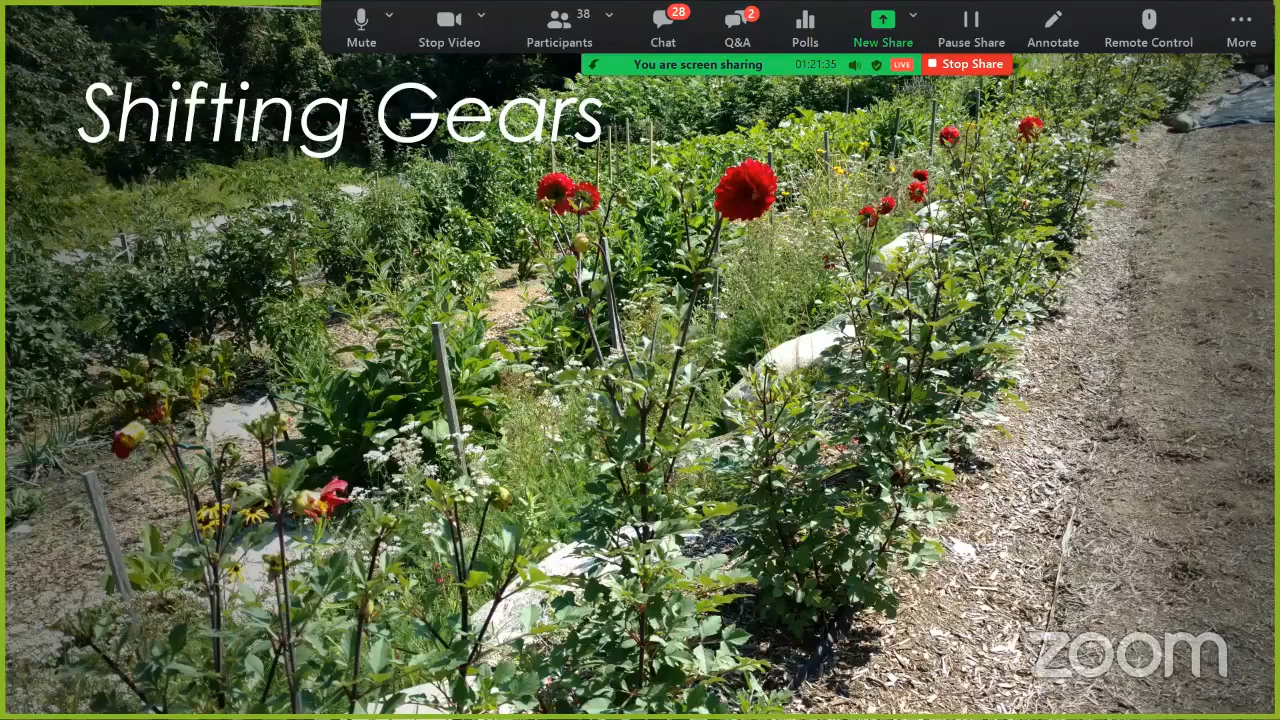 38
28
2
Mute
Stop Video
Participants
Chat
Q&A
Polls
New Share
Pause Share
Annotate
Remote Control
More
You are screen sharing
01:21:35
LIVE
Stop Share
Shifting Gears
zoom